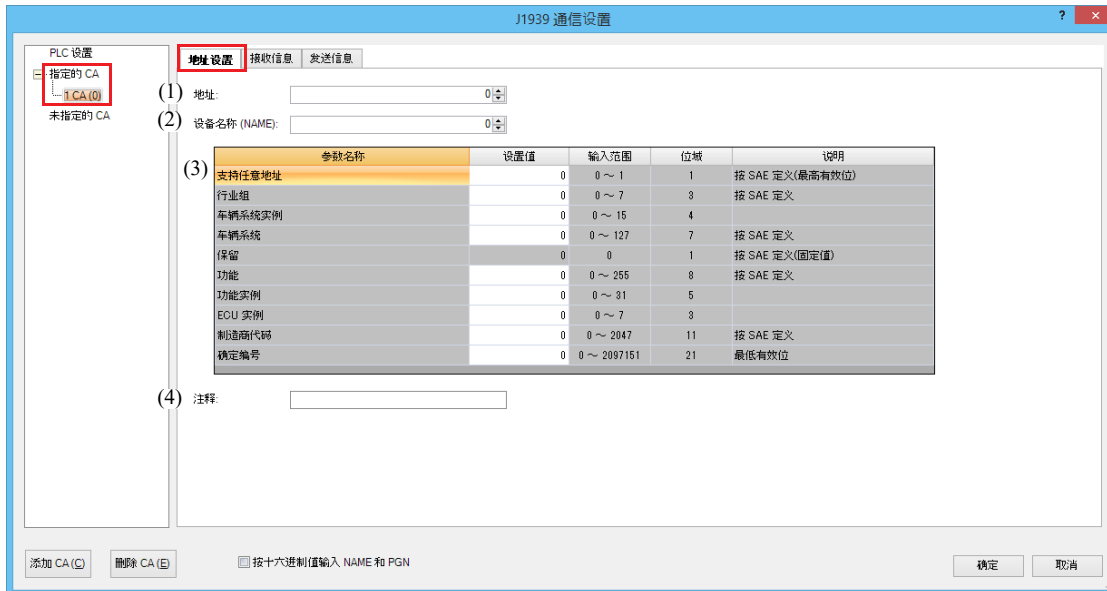 J1939 通信设置
? ×
PLC 设置
指定的 CA
1 CA (0)
未指定的 CA
地址设置 接收信息 发送信息
(1) 地址: 0
(2) 设备名称 (NAME): 0
(3) 参数名称 设置值 输入范围 位域 说明
支持任意地址 0 0 ～ 1 1 按 SAE 定义(最高有效位)
行业组 0 0 ～ 7 3 按 SAE 定义
车辆系统实例 0 0 ～ 15 4
车辆系统 0 0 ～ 127 7 按 SAE 定义
保留 0 0 1 按 SAE 定义(固定值)
功能 0 0 ～ 255 8 按 SAE 定义
功能实例 0 0 ～ 31 5
ECU 实例 0 0 ～ 7 3
制造商代码 0 0 ～ 2047 11 按 SAE 定义
确定编号 0 0 ～ 2097151 21 最低有效位
(4) 注释:
添加 CA (C) 删除 CA (E) 按十六进制值输入 NAME 和 PGN 确定 取消